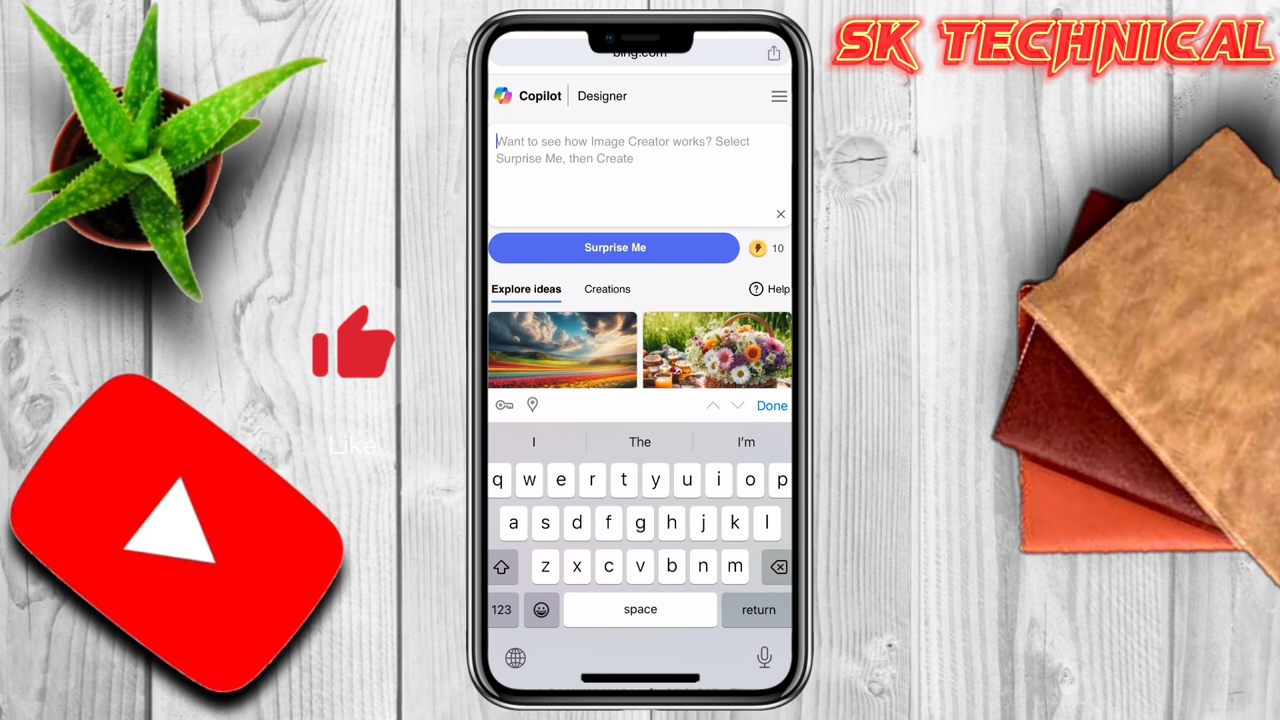 SK TECHNICAL
bing.com
Copilot | Designer
Want to see how Image Creator works? Select
Surprise Me, then Create
Surprise Me
10
Explore ideas
Creations
Help
Done
I
The
I'm
q w e r t y u i o p
a s d f g h j k l
z x c v b n m
123
space
return
Like